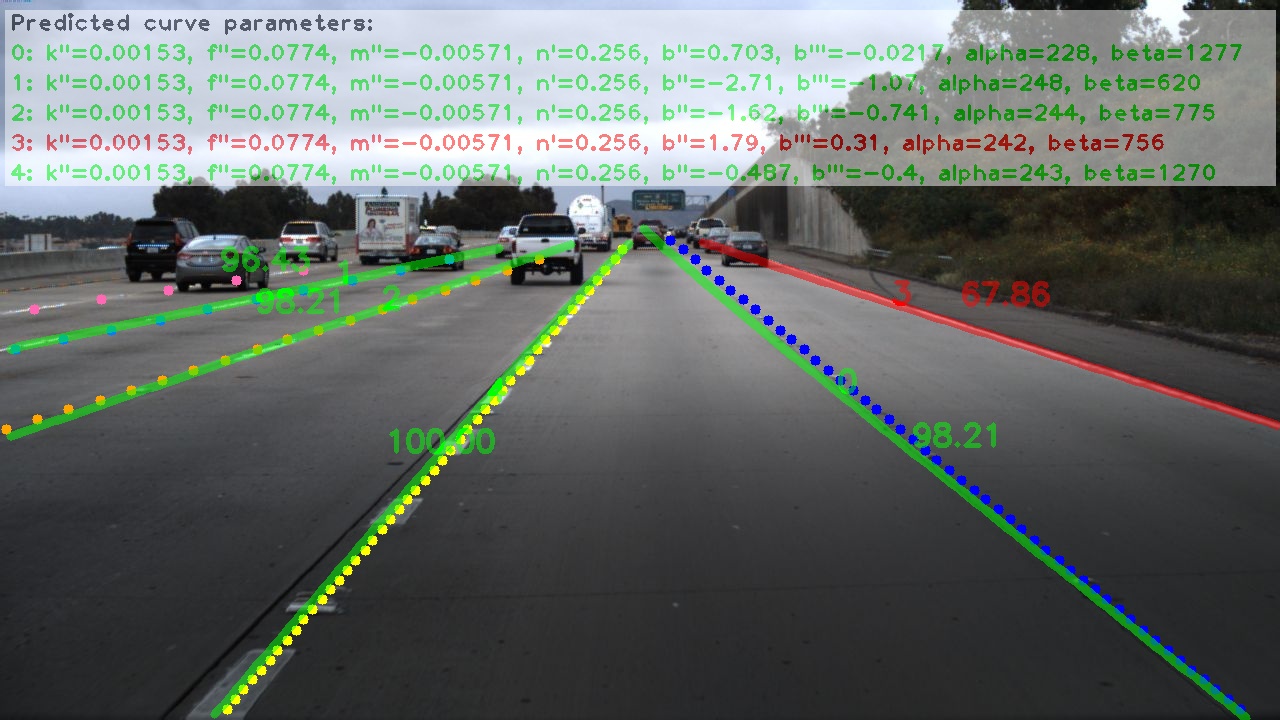 Predicted curve parameters:
0: k''=0.00153, f''=0.0774, m''=-0.00571, n'=0.256, b''=0.703, b'''=-0.0217, alpha=228, beta=1277
1: k''=0.00153, f''=0.0774, m''=-0.00571, n'=0.256, b''=-2.71, b'''=-1.07, alpha=248, beta=620
2: k''=0.00153, f''=0.0774, m''=-0.00571, n'=0.256, b''=-1.62, b'''=-0.741, alpha=244, beta=775
3: k''=0.00153, f''=0.0774, m''=-0.00571, n'=0.256, b''=1.79, b'''=0.31, alpha=242, beta=756
4: k''=0.00153, f''=0.0774, m''=-0.00571, n'=0.256, b''=-0.487, b'''=-0.4, alpha=243, beta=1270
96.43 1
98.21 2
3 67.86
0
100.00
98.21